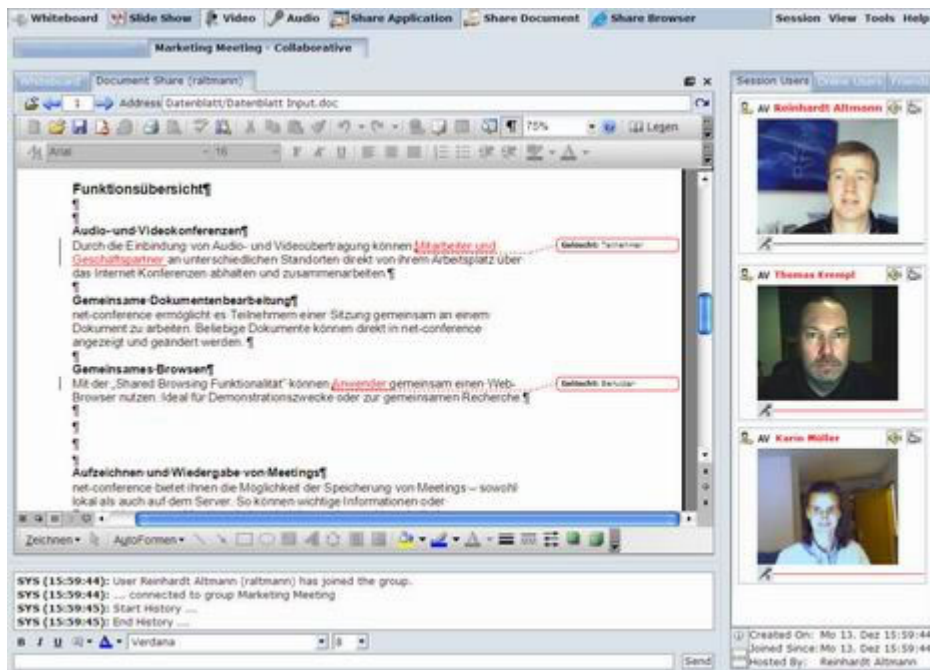 Whiteboard Slide Show Video Audio Share Application Share Document Share Browser Session View Tools Help
Marketing Meeting - Collaborative
Whiteboard Document Share (raltmann)
Session Users Online Users
1 Address Datenblatt/Datenblatt Input.doc
75% Legen
Arial 16 F K U
Funktionsübersicht¶
¶
¶
Audio-und Videokonferenzen¶
Durch die Einbindung von Audio- und Videoübertragung können Mitarbeiter und
Geschäftspartner an unterschiedlichen Standorten direkt von ihrem Arbeitsplatz über
das Internet Konferenzen abhalten und zusammenarbeiten.¶
¶
Gelöscht: Teilnehmer
Gemeinsame Dokumentenbearbeitung¶
net-conference ermöglicht es Teilnehmern einer Sitzung gemeinsam an einem
Dokument zu arbeiten. Beliebige Dokumente können direkt in net-conference
angezeigt und geändert werden. ¶
¶
Gemeinsames Browsen¶
Mit der „Shared Browsing Funktionalität" können Anwender gemeinsam einen Web-
Browser nutzen. Ideal für Demonstrationszwecke oder zur gemeinsamen Recherche.¶
Gelöscht: Benutzer
¶
¶
¶
¶
Aufzeichnen und Wiedergabe von Meetings¶
net-conference bietet ihnen die Möglichkeit der Speicherung von Meetings – sowohl
lokal als auch auf dem Server. So können wichtige Informationen oder
Zeichnen AutoFormen
AV Reinhardt Altmann
AV Thomas Krempl
AV Karin Müller
SYS (15:59:44): User Reinhardt Altmann (raltmann) has joined the group.
SYS (15:59:44): ... connected to group Marketing Meeting
SYS (15:59:45): Start History ...
SYS (15:59:45): End History ...
B I U A Verdana 8
Send
Created On: Mo 13. Dez 15:59:44
Joined Since: Mo 13. Dez 15:59:44
Hosted By: Reinhardt Altmann